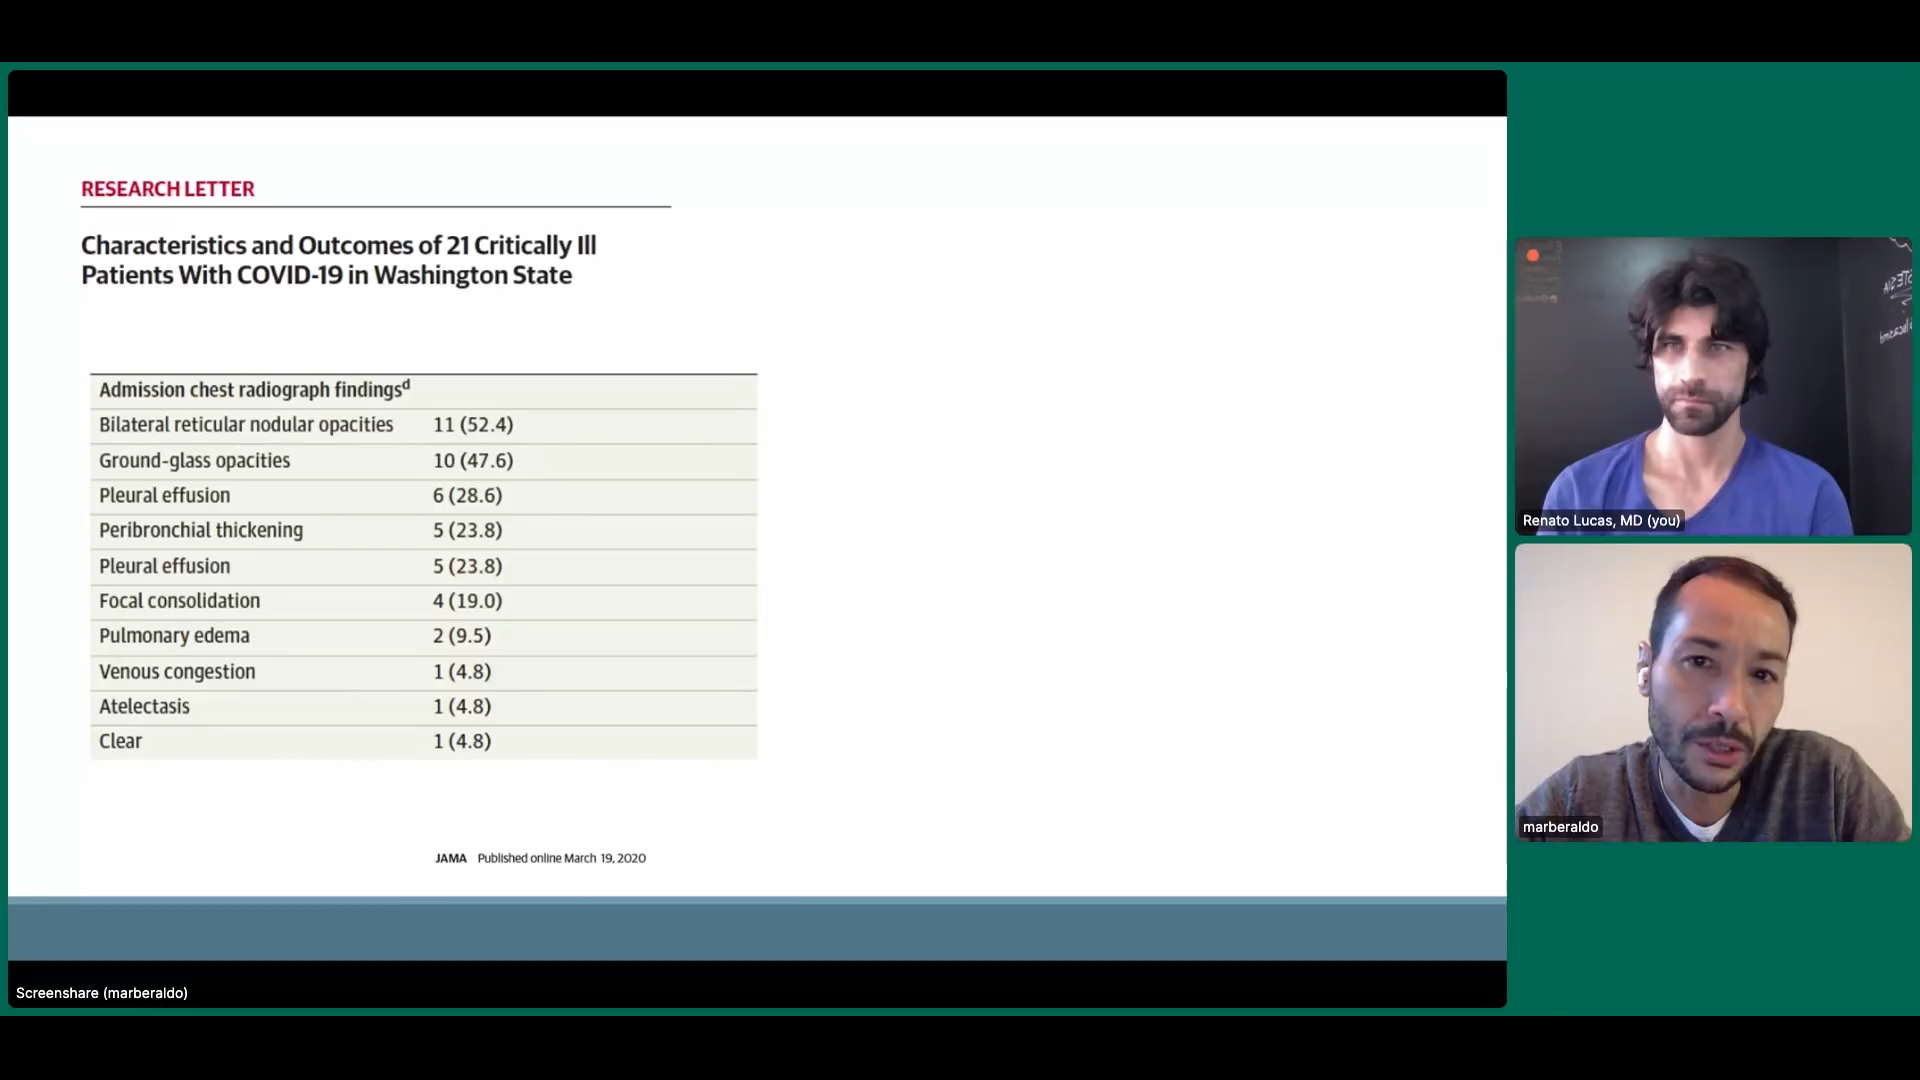 RESEARCH LETTER
Characteristics and Outcomes of 21 Critically Ill
Patients With COVID-19 in Washington State
Admission chest radiograph findingsᵈ
Bilateral reticular nodular opacities 11 (52.4)
Ground-glass opacities 10 (47.6)
Pleural effusion 6 (28.6)
Peribronchial thickening 5 (23.8)
Pleural effusion 5 (23.8)
Focal consolidation 4 (19.0)
Pulmonary edema 2 (9.5)
Venous congestion 1 (4.8)
Atelectasis 1 (4.8)
Clear 1 (4.8)
JAMA Published online March 19, 2020
Screenshare (marberaldo)
Renato Lucas, MD (you)
marberaldo